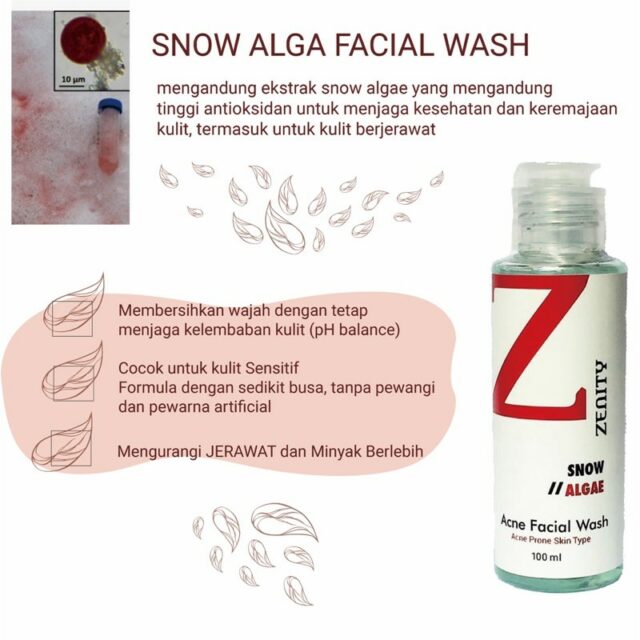 10 µm
SNOW ALGA FACIAL WASH
mengandung ekstrak snow algae yang mengandung
tinggi antioksidan untuk menjaga kesehatan dan keremajaan
kulit, termasuk untuk kulit berjerawat
Membersihkan wajah dengan tetap
menjaga kelembaban kulit (pH balance)
Cocok untuk kulit Sensitif
Formula dengan sedikit busa, tanpa pewangi
dan pewarna artificial
Mengurangi JERAWAT dan Minyak Berlebih
Z
ZENITY
SNOW
// ALGAE
Acne Facial Wash
Acne Prone Skin Type
100 ml